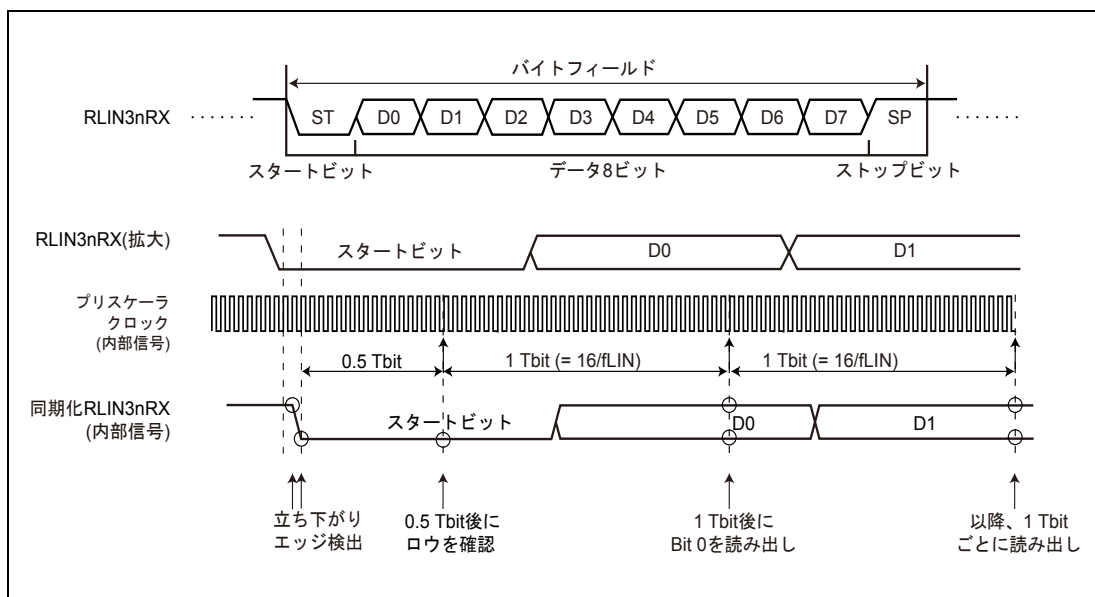 バイトフィールド
RLIN3nRX
ST D0 D1 D2 D3 D4 D5 D6 D7 SP
スタートビット データ8ビット ストップビット
RLIN3nRX(拡大)
スタートビット D0 D1
プリスケーラ
クロック
(内部信号)
0.5 Tbit 1 Tbit (= 16/fLIN) 1 Tbit (= 16/fLIN)
同期化RLIN3nRX
(内部信号)
スタートビット D0 D1
立ち下がり
エッジ検出
0.5 Tbit後に
ロウを確認
1 Tbit後に
Bit 0を読み出し
以降、1 Tbit
ごとに読み出し